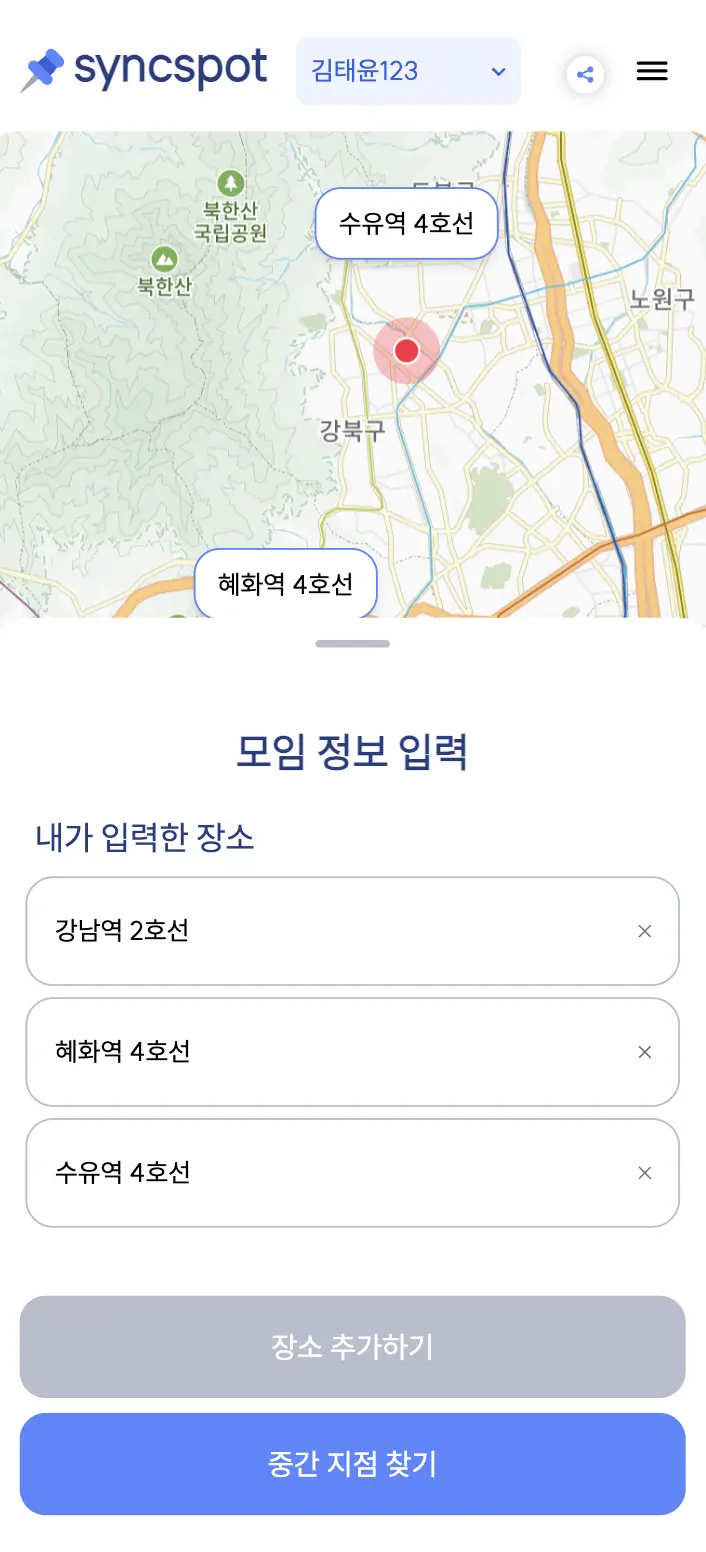 syncspot
김태윤123
북한산
국립공원
수유역 4호선
북한산
노원구
강북구
혜화역 4호선
모임 정보 입력
내가 입력한 장소
강남역 2호선
혜화역 4호선
수유역 4호선
장소 추가하기
중간 지점 찾기